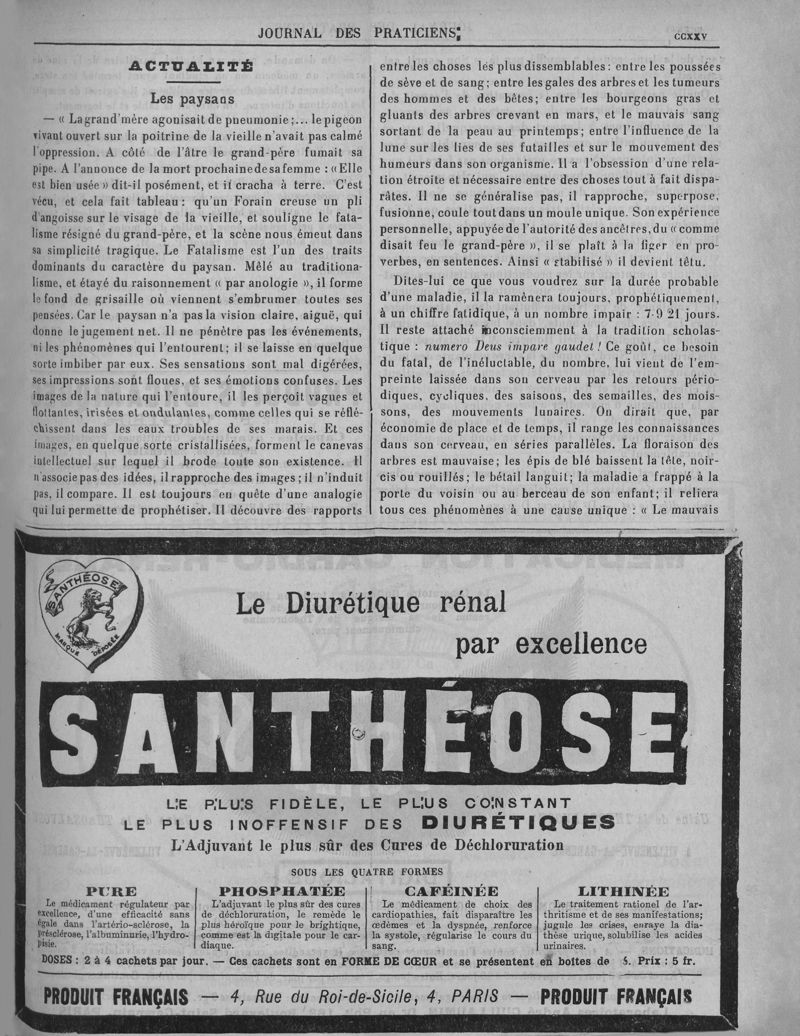 JOURNAL DES PRATICIENS
CCXXV
ACTUALITÉ
Les paysans
— « La grand'mère agonisait de pneumonie ;... le pigeon
vivant ouvert sur la poitrine de la vieille n'avait pas calmé
l'oppression. A côté de l'âtre le grand-père fumait sa
pipe. A l'annonce de la mort prochaine de sa femme : « Elle
est bien usée » dit-il posément, et il cracha à terre. C'est
vécu, et cela fait tableau : qu'un Forain creuse un pli
d'angoisse sur le visage de la vieille, et souligne le fata-
lisme résigné du grand-père, et la scène nous émeut dans
sa simplicité tragique. Le Fatalisme est l'un des traits
dominants du caractère du paysan. Mêlé au traditiona-
lisme, et étayé du raisonnement « par anologie », il forme
le fond de grisaille où viennent s'embrumer toutes ses
pensées. Car le paysan n'a pas la vision claire, aiguë, qui
donne le jugement net. Il ne pénètre pas les événements,
ni les phénomènes qui l'entourent ; il se laisse en quelque
sorte imbiber par eux. Ses sensations sont mal digérées,
ses impressions sont floues, et ses émotions confuses. Les
images de la nature qui l'entoure, il les perçoit vagues et
flottantes, irisées et ondulantes, comme celles qui se réflé-
chissent dans les eaux troubles de ses marais. Et ces
images, en quelque sorte cristallisées, forment le canevas
intellectuel sur lequel il brode toute son existence. Il
n'associe pas des idées, il rapproche des images ; il n'induit
pas, il compare. Il est toujours en quête d'une analogie
qui lui permette de prophétiser. Il découvre des rapports
entre les choses les plus dissemblables : entre les poussées
de sève et de sang ; entre les gales des arbres et les tumeurs
des hommes et des bêtes ; entre les bourgeons gras et
gluants des arbres crevant en mars, et le mauvais sang
sortant de la peau au printemps ; entre l'influence de la
lune sur les lies de ses futailles et sur le mouvement des
humeurs dans son organisme. Il a l'obsession d'une rela-
tion étroite et nécessaire entre des choses tout à fait dispa-
râtes. Il ne se généralise pas, il rapproche, superpose,
fusionne, coule tout dans un moule unique. Son expérience
personnelle, appuyée de l'autorité des ancêtres, du « comme
disait feu le grand-père », il se plaît à la figer en pro-
verbes, en sentences. Ainsi « stabilisé » il devient têtu.
Dites-lui ce que vous voudrez sur la durée probable
d'une maladie, il la ramènera toujours, prophétiquement,
à un chiffre fatidique, à un nombre impair : 7-9 21 jours.
Il reste attaché inconsciemment à la tradition scholas-
tique : numero Deus impare gaudet ! Ce goût, ce besoin
du fatal, de l'inéluctable, du nombre, lui vient de l'em-
preinte laissée dans son cerveau par les retours pério-
diques, cycliques, des saisons, des semailles, des mois-
sons, des mouvements lunaires. On dirait que, par
économie de place et de temps, il range les connaissances
dans son cerveau, en séries parallèles. La floraison des
arbres est mauvaise ; les épis de blé baissent la tête, noir-
cis ou rouillés ; le bétail languit ; la maladie a frappé à la
porte du voisin ou au berceau de son enfant ; il reliera
tous ces phénomènes à une cause unique : « Le mauvais
SANTHÉOSE
MARQUE DÉPOSÉE
Le Diurétique rénal
par excellence
SANTHÉOSE
LE PLUS FIDÈLE, LE PLUS CONSTANT
LE PLUS INOFFENSIF DES DIURÉTIQUES
L'Adjuvant le plus sûr des Cures de Déchloruration
SOUS LES QUATRE FORMES
PURE
Le médicament régulateur par
excellence, d'une efficacité sans
égale dans l'artério-sclérose, la
présclérose, l'albuminurie, l'hydro-
pisie.
PHOSPHATÉE
L'adjuvant le plus sûr des cures
de déchloruration, le remède le
plus héroïque pour le brightique,
comme est la digitale pour le car-
diaque.
CAFÉINÉE
Le médicament de choix des
cardiopathies, fait disparaître les
œdèmes et la dyspnée, renforce
la systole, régularise le cours du
sang.
LITHINÉE
Le traitement rationel de l'ar-
thritisme et de ses manifestations ;
jugule les crises, enraye la dia-
thèse urique, solubilise les acides
urinaires.
DOSES : 2 à 4 cachets par jour. — Ces cachets sont en FORME DE CŒUR et se présentent en boîtes de . Prix : 5 fr.
PRODUIT FRANÇAIS — 4, Rue du Roi-de-Sicile, 4, PARIS — PRODUIT FRANÇAIS